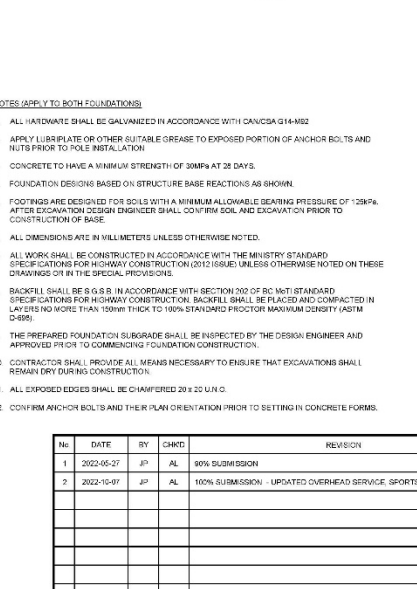 OTES (APPLY TO BOTH FOUNDATIONS)
ALL HARDWARE SHALL BE GALVANIZED IN ACCORDANCE WITH CAN/CSA G14-M92
APPLY LUBRIPLATE OR OTHER SUITABLE GREASE TO EXPOSED PORTION OF ANCHOR BOLTS AND
NUTS PRIOR TO POLE INSTALLATION
CONCRETE TO HAVE A MINIMUM STRENGTH OF 30MPa AT 28 DAYS.
FOUNDATION DESIGNS BASED ON STRUCTURE BASE REACTIONS AS SHOWN.
FOOTINGS ARE DESIGNED FOR SOILS WITH A MINIMUM ALLOWABLE BEARING PRESSURE OF 125kPa.
AFTER EXCAVATION DESIGN ENGINEER SHALL CONFIRM SOIL AND EXCAVATION PRIOR TO
CONSTRUCTION OF BASE.
ALL DIMENSIONS ARE IN MILLIMETERS UNLESS OTHERWISE NOTED.
ALL WORK SHALL BE CONSTRUCTED IN ACCORDANCE WITH THE MINISTRY STANDARD
SPECIFICATIONS FOR HIGHWAY CONSTRUCTION (2012 ISSUE) UNLESS OTHERWISE NOTED ON THESE
DRAWINGS OR IN THE SPECIAL PROVISIONS.
BACKFILL SHALL BE S.G.S.B. IN ACCORDANCE WITH SECTION 202 OF BC MoTI STANDARD
SPECIFICATIONS FOR HIGHWAY CONSTRUCTION. BACKFILL SHALL BE PLACED AND COMPACTED IN
LAYERS NO MORE THAN 150mm THICK TO 100% STANDARD PROCTOR MAXIMUM DENSITY (ASTM
D-698).
THE PREPARED FOUNDATION SUBGRADE SHALL BE INSPECTED BY THE DESIGN ENGINEER AND
APPROVED PRIOR TO COMMENCING FOUNDATION CONSTRUCTION.
CONTRACTOR SHALL PROVIDE ALL MEANS NECESSARY TO ENSURE THAT EXCAVATIONS SHALL
REMAIN DRY DURING CONSTRUCTION.
ALL EXPOSED EDGES SHALL BE CHAMFERED 20 x 20 U.N.O.
CONFIRM ANCHOR BOLTS AND THEIR PLAN ORIENTATION PRIOR TO SETTING IN CONCRETE FORMS.
No DATE BY CHK'D REVISION
1 2022-05-27 JP AL 90% SUBMISSION
2 2022-10-07 JP AL 100% SUBMISSION - UPDATED OVERHEAD SERVICE, SPORTS